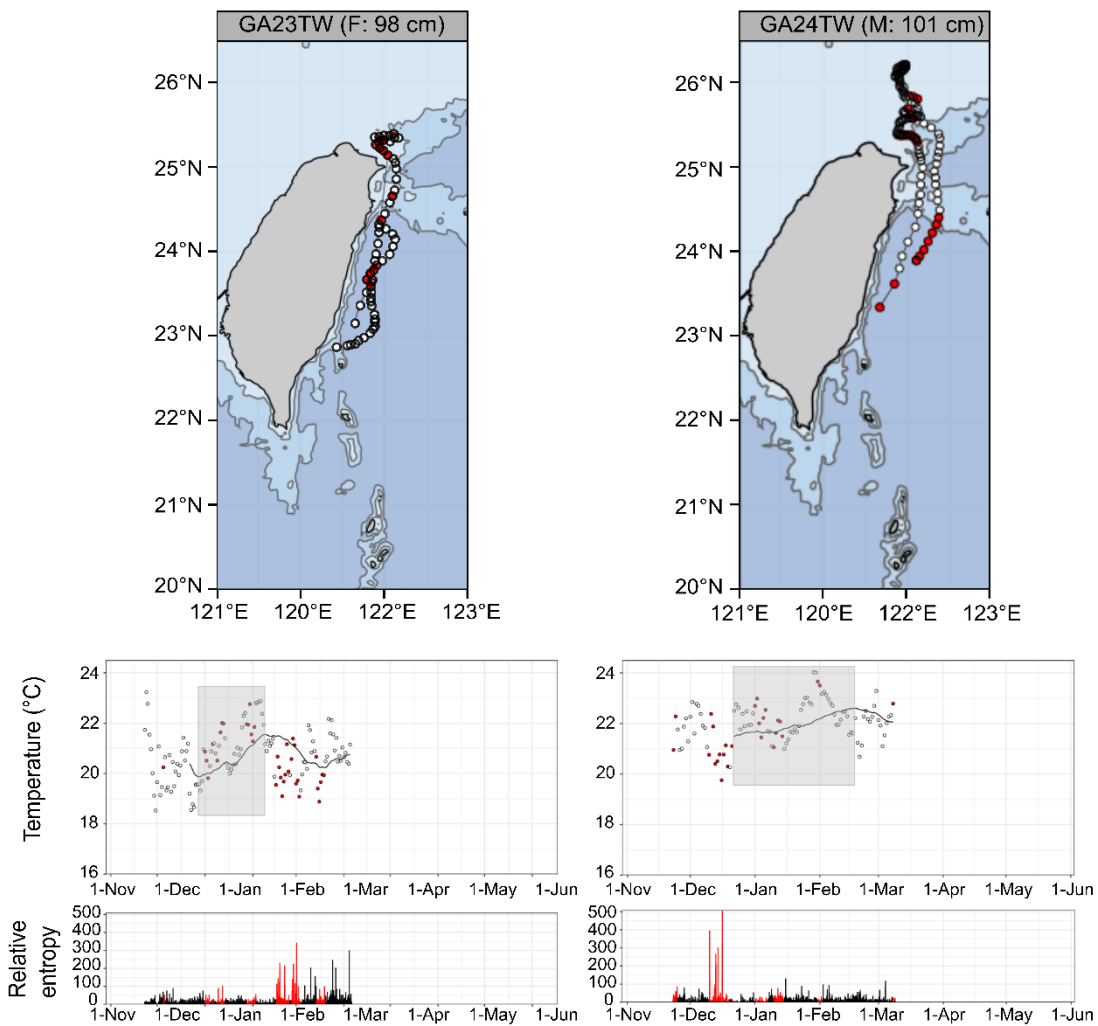 GA23TW (F: 98 cm)
GA24TW (M: 101 cm)
26°N
25°N
24°N
23°N
22°N
21°N
20°N
121°E 120°E 122°E 123°E
26°N
25°N
24°N
23°N
22°N
21°N
20°N
121°E 120°E 122°E 123°E
Temperature (°C)
24
22
20
18
16
1-Nov 1-Dec 1-Jan 1-Feb 1-Mar 1-Apr 1-May 1-Jun
24
22
20
18
16
1-Nov 1-Dec 1-Jan 1-Feb 1-Mar 1-Apr 1-May 1-Jun
Relative
entropy
500
400
300
200
100
0
1-Nov 1-Dec 1-Jan 1-Feb 1-Mar 1-Apr 1-May 1-Jun
500
400
300
200
100
0
1-Nov 1-Dec 1-Jan 1-Feb 1-Mar 1-Apr 1-May 1-Jun